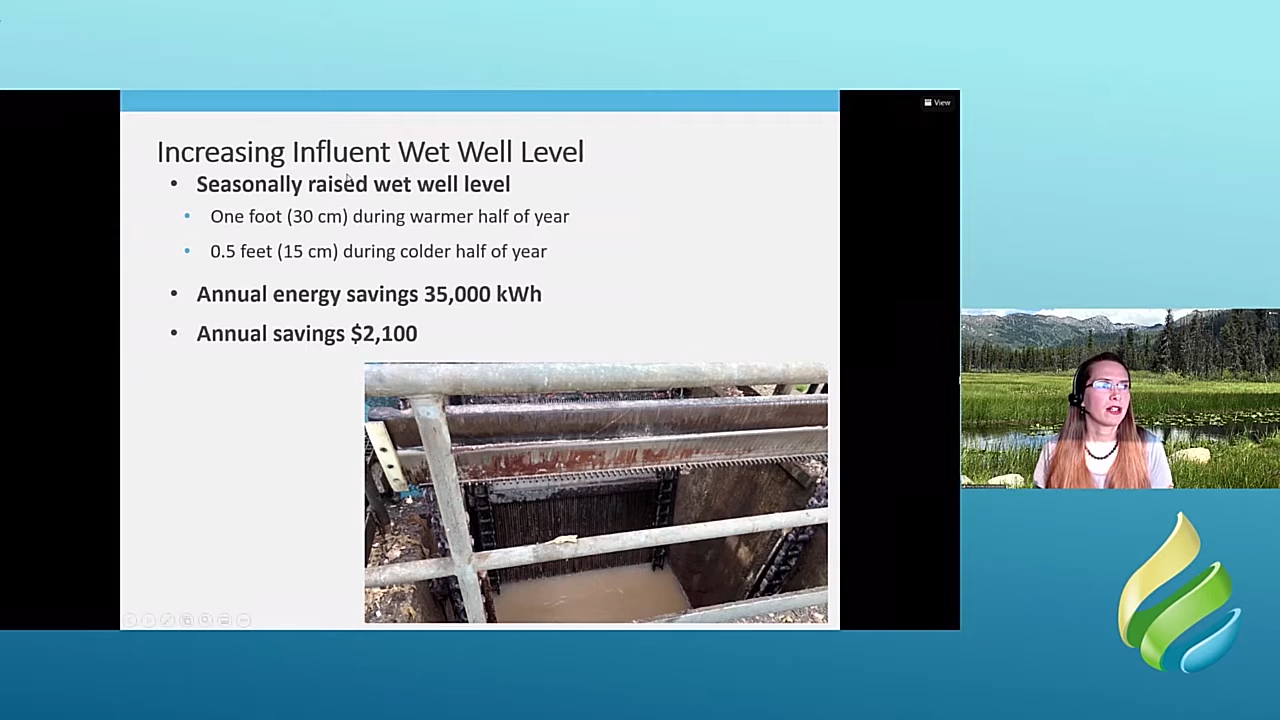 View
Increasing Influent Wet Well Level
• Seasonally raised wet well level
• One foot (30 cm) during warmer half of year
• 0.5 feet (15 cm) during colder half of year
• Annual energy savings 35,000 kWh
• Annual savings $2,100